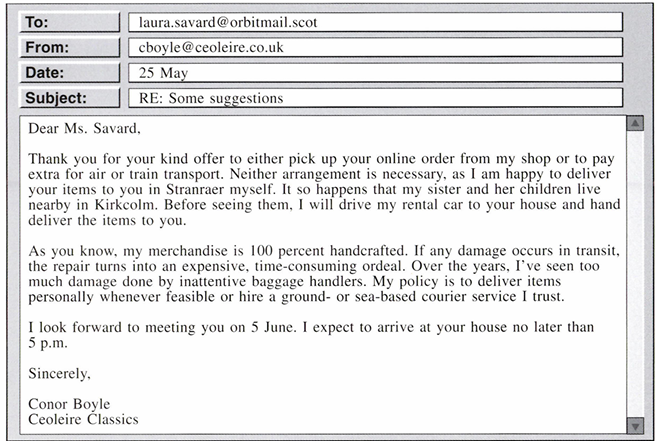 To: laura.savard@orbitmail.scot
From: cboyle@ceoleire.co.uk
Date: 25 May
Subject: RE: Some suggestions
Dear Ms. Savard,
Thank you for your kind offer to either pick up your online order from my shop or to pay
extra for air or train transport. Neither arrangement is necessary, as I am happy to deliver
your items to you in Stranraer myself. It so happens that my sister and her children live
nearby in Kirkcolm. Before seeing them, I will drive my rental car to your house and hand
deliver the items to you.
As you know, my merchandise is 100 percent handcrafted. If any damage occurs in transit,
the repair turns into an expensive, time-consuming ordeal. Over the years, I've seen too
much damage done by inattentive baggage handlers. My policy is to deliver items
personally whenever feasible or hire a ground- or sea-based courier service I trust.
I look forward to meeting you on 5 June. I expect to arrive at your house no later than
5 p.m.
Sincerely,
Conor Boyle
Ceoleire Classics